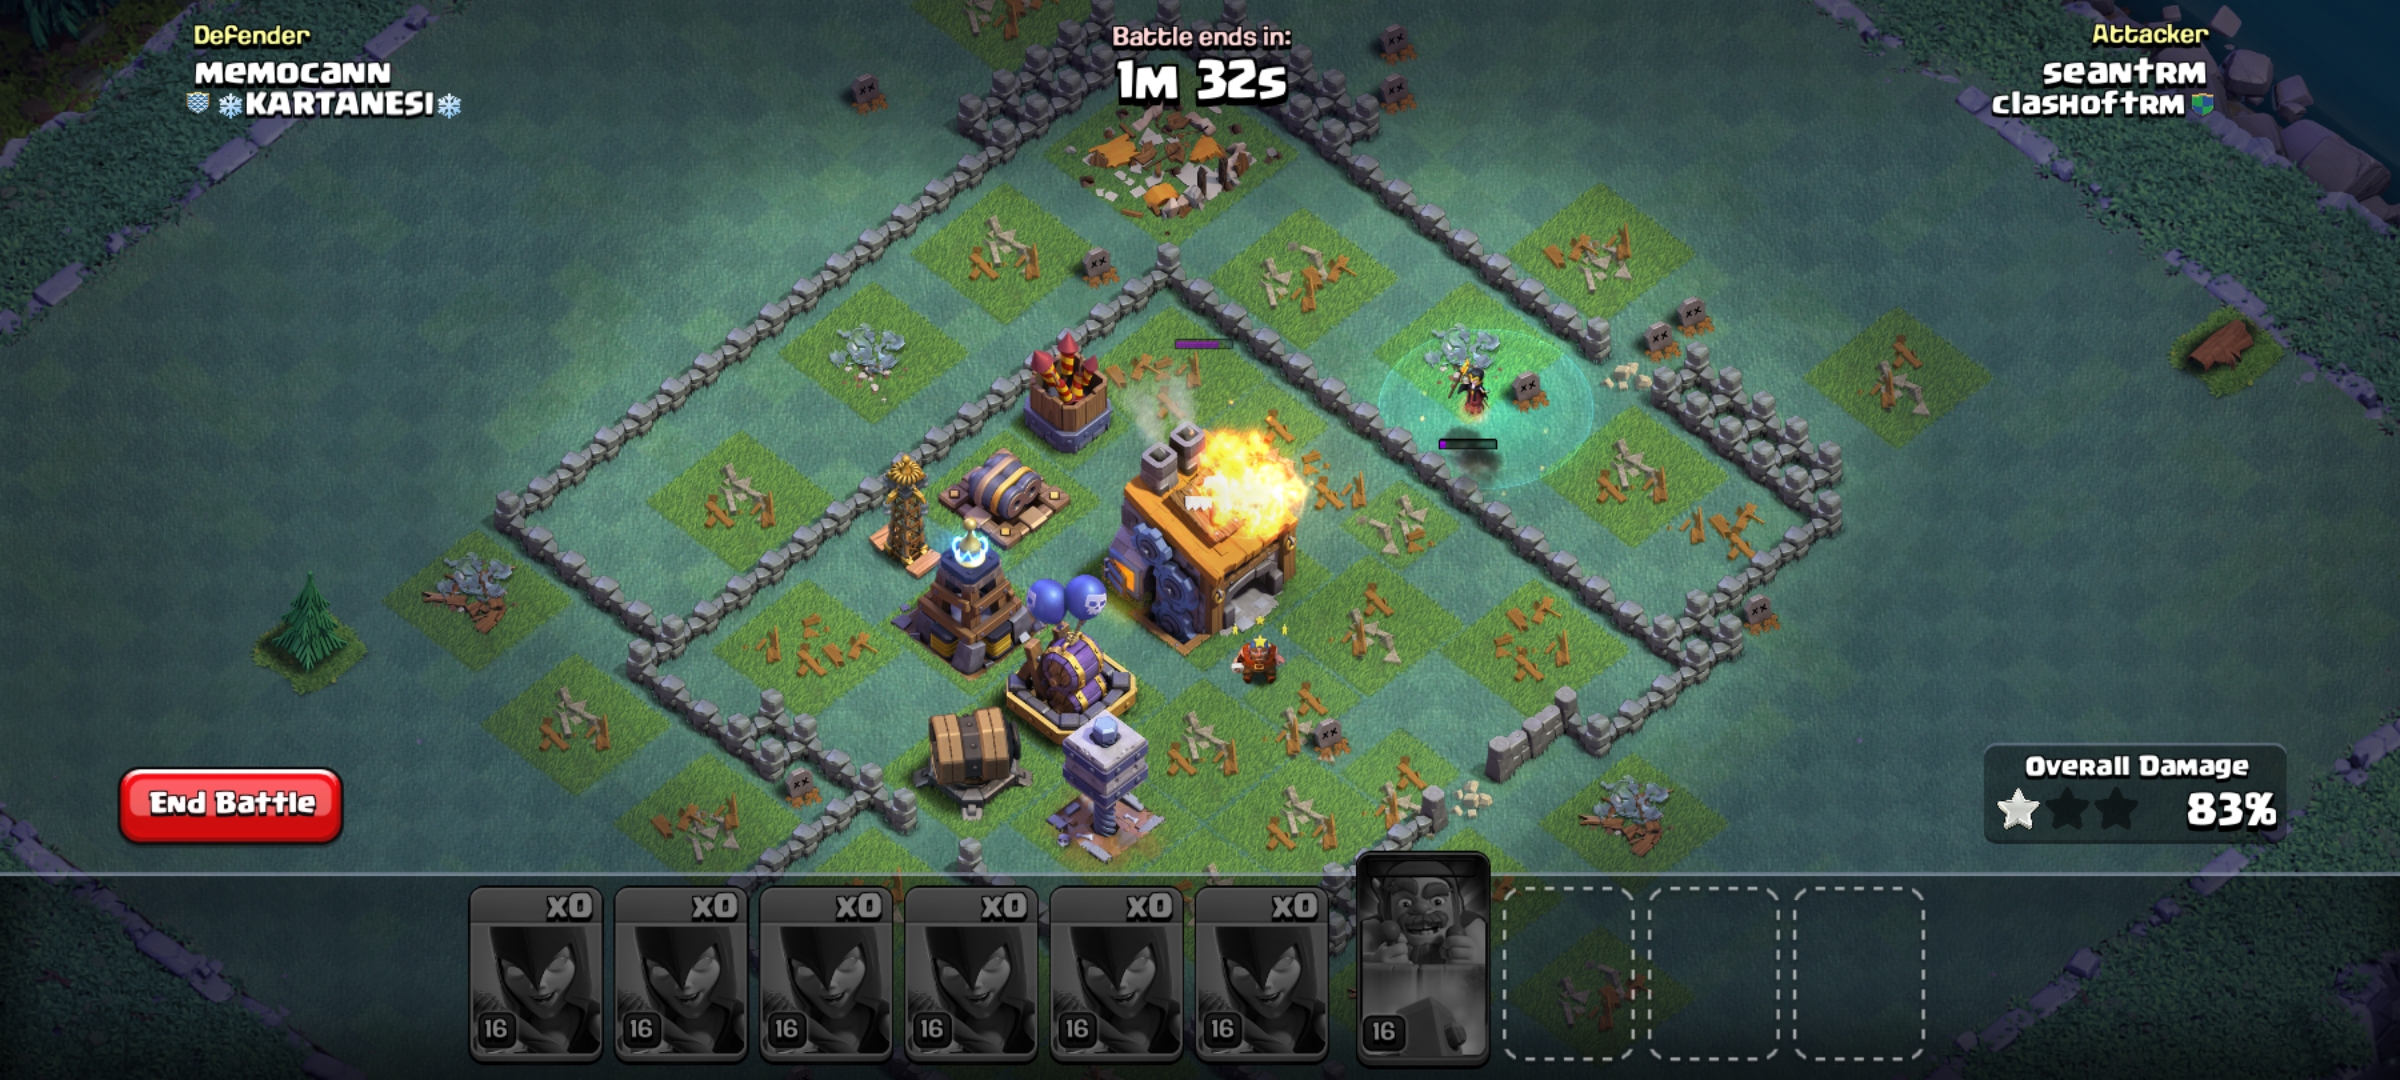 Defender
MEMOCANN
❄KARTANESI❄
Battle ends in:
1M 32s
Attacker
seantRM
clashoftRM
End Battle
Overall Damage
83%
x0
x0
x0
x0
x0
x0
16
16
16
16
16
16
16